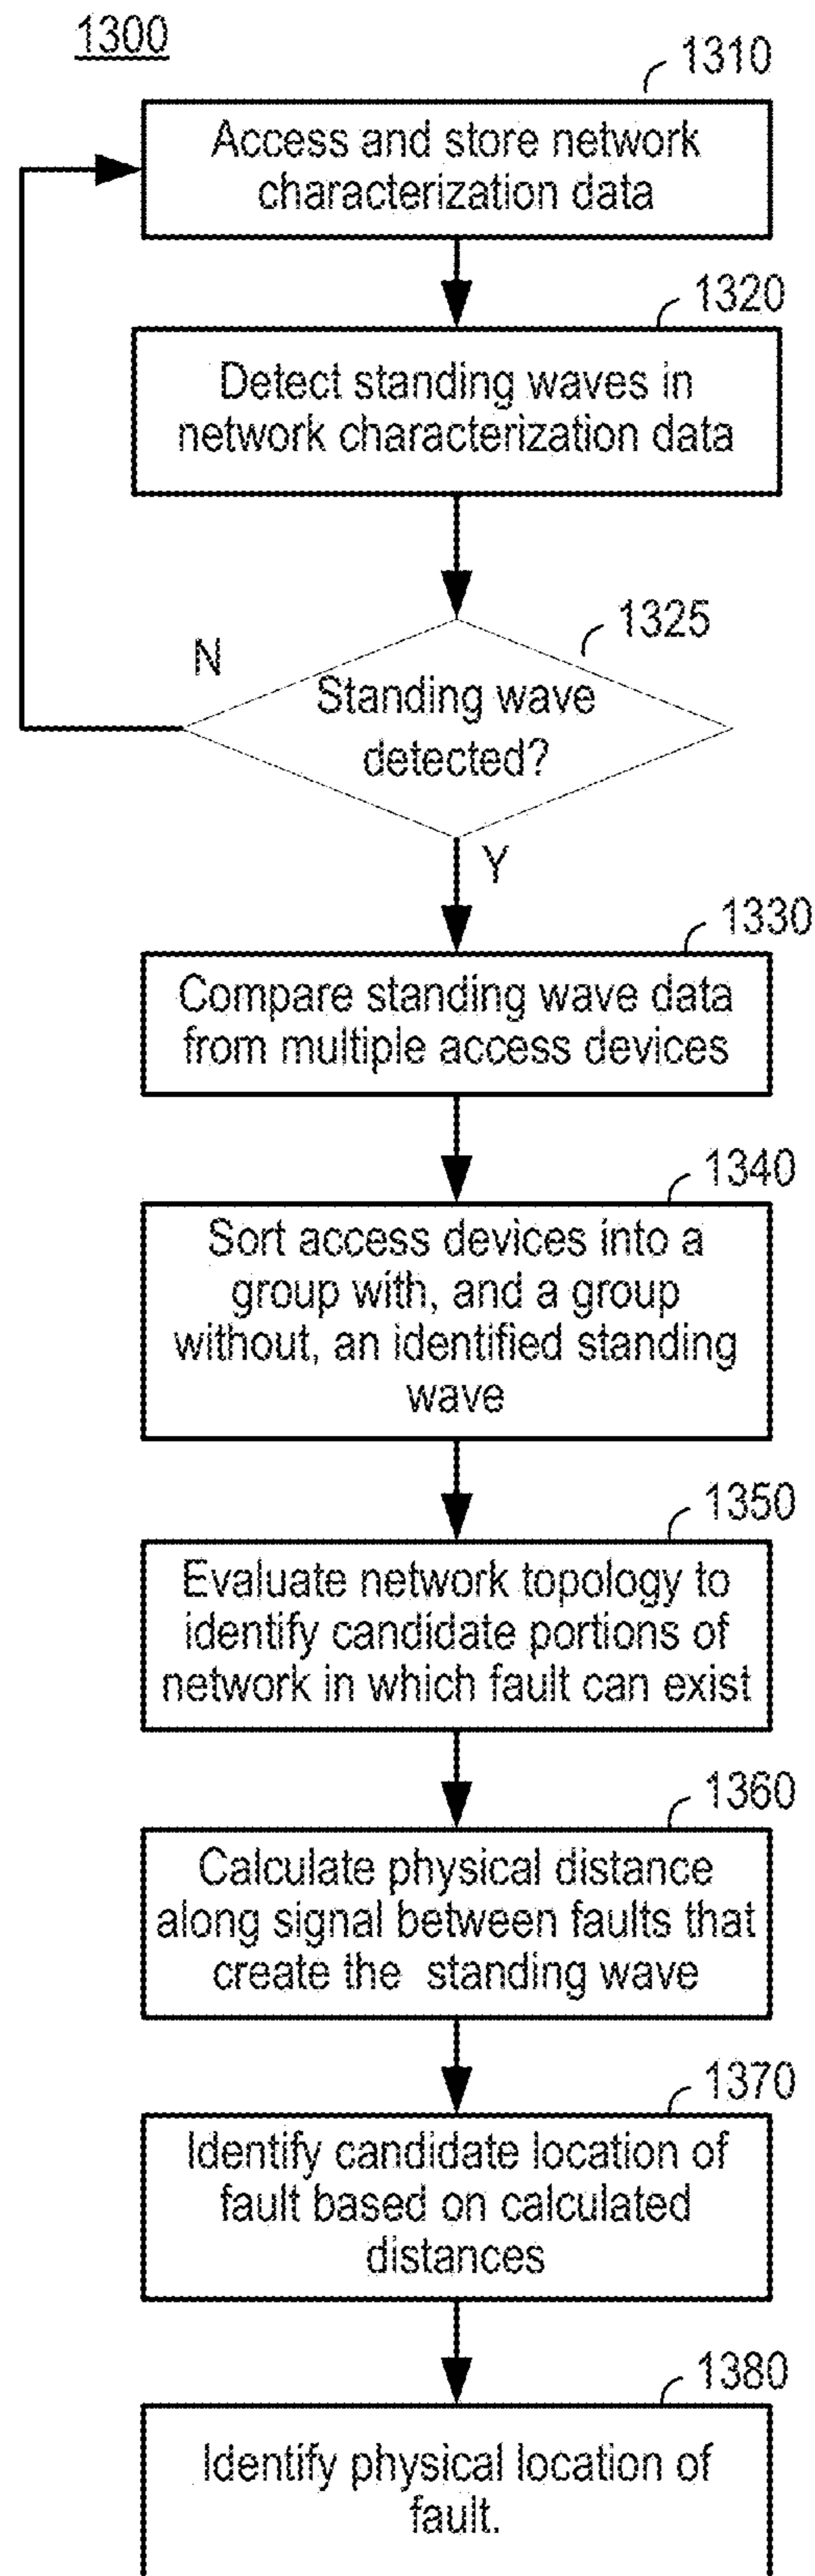 1300
1310
Access and store network
characterization data
1320
Detect standing waves in
network characterization data
1325
N
Standing wave
detected?
Y
1330
Compare standing wave data
from multiple access devices
1340
Sort access devices into a
group with, and a group
without, an identified standing
wave
1350
Evaluate network topology to
identify candidate portions of
network in which fault can exist
1360
Calculate physical distance
along signal between faults that
create the standing wave
1370
Identify candidate location of
fault based on calculated
distances
1380
Identify physical location of
fault.